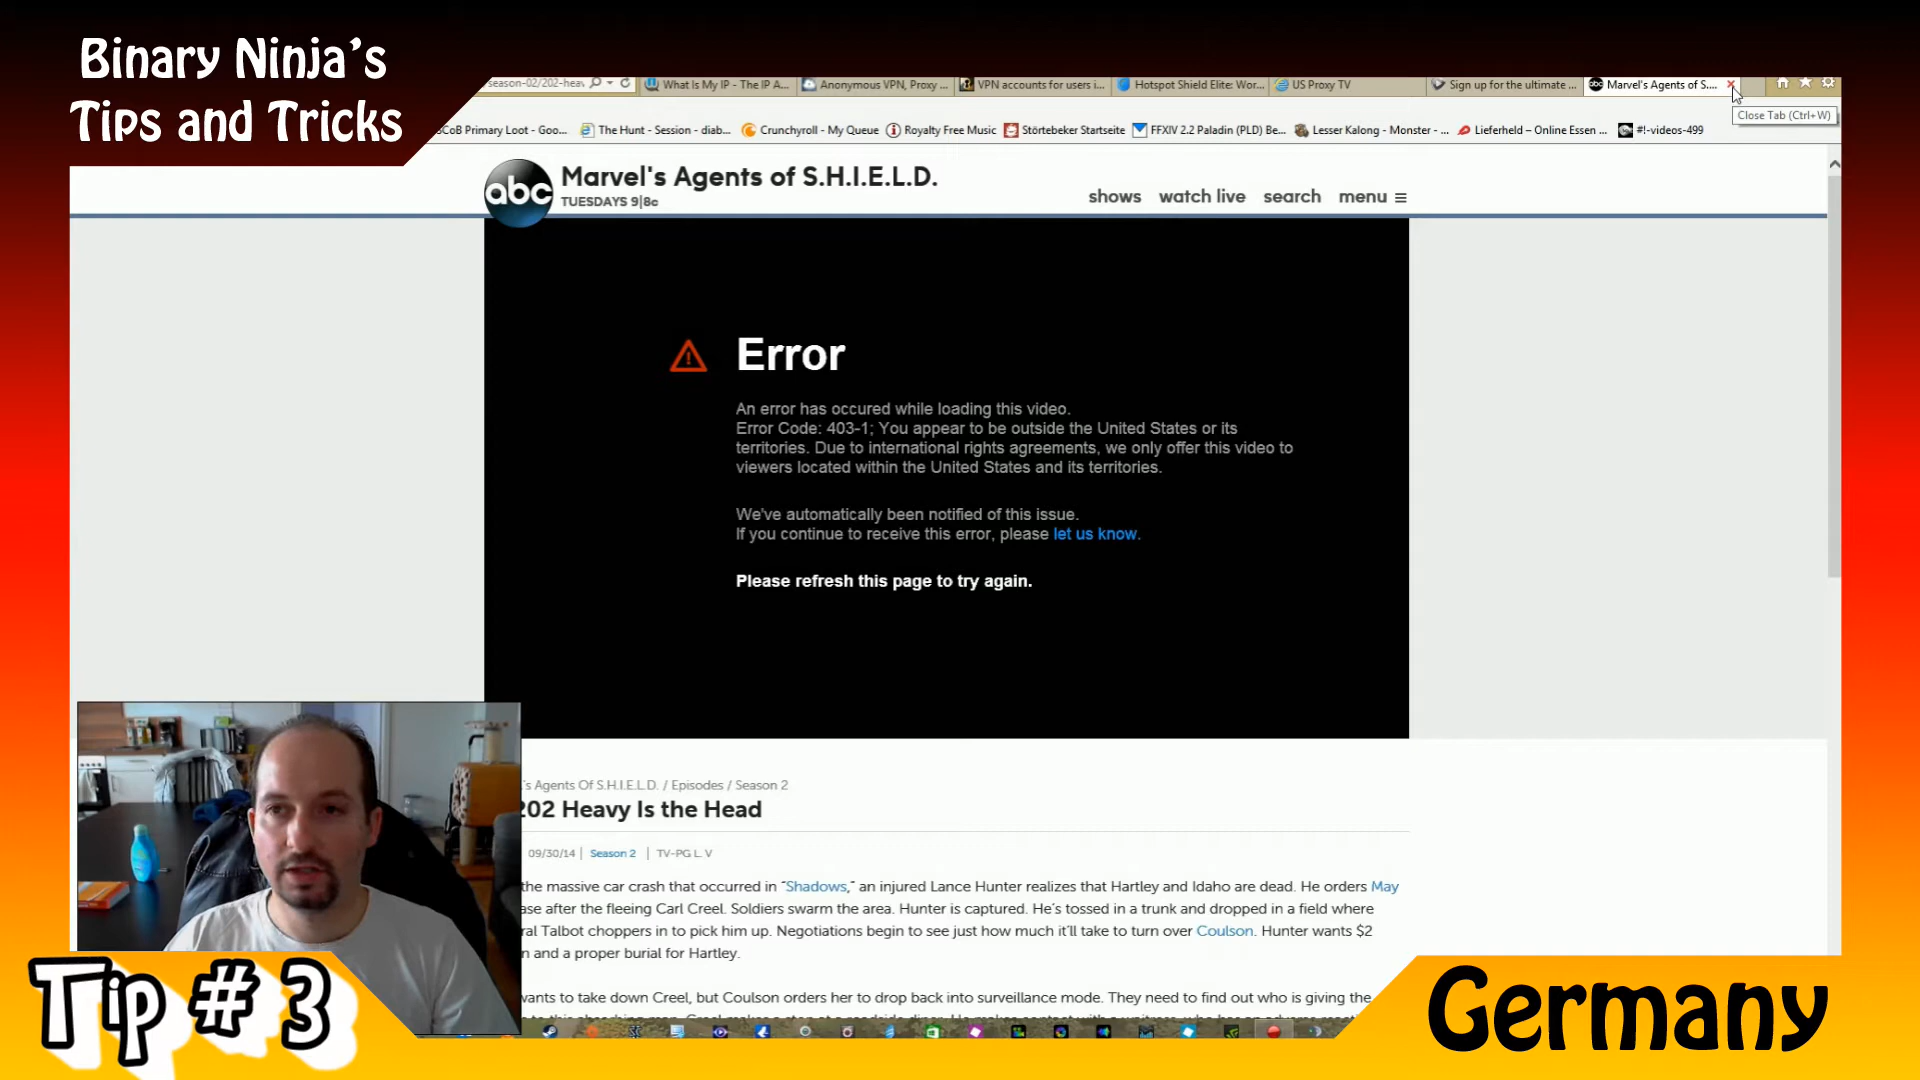 Binary Ninja's
Tips and Tricks
season-02/202-heav
What Is My IP - The IP A...
Anonymous VPN, Proxy ...
VPN accounts for users i...
Hotspot Shield Elite: Wor...
US Proxy TV
Sign up for the ultimate ...
Marvel's Agents of S....
Close Tab (Ctrl+W)
CoB Primary Loot - Goo...
The Hunt - Session - diab...
Crunchyroll - My Queue
Royalty Free Music
Störtebeker Startseite
FFXIV 2.2 Paladin (PLD) Be...
Lesser Kalong - Monster - ...
Lieferheld – Online Essen ...
#!-videos-499
abc
Marvel's Agents of S.H.I.E.L.D.
TUESDAYS 9|8c
shows watch live search menu
Error
An error has occured while loading this video.
Error Code: 403-1; You appear to be outside the United States or its
territories. Due to international rights agreements, we only offer this video to
viewers located within the United States and its territories.
We've automatically been notified of this issue.
If you continue to receive this error, please let us know.
Please refresh this page to try again.
's Agents Of S.H.I.E.L.D. / Episodes / Season 2
202 Heavy Is the Head
09/30/14 | Season 2 | TV-PG L V
the massive car crash that occurred in “Shadows,” an injured Lance Hunter realizes that Hartley and Idaho are dead. He orders May
ase after the fleeing Carl Creel. Soldiers swarm the area. Hunter is captured. He's tossed in a trunk and dropped in a field where
ral Talbot choppers in to pick him up. Negotiations begin to see just how much it'll take to turn over Coulson. Hunter wants $2
n and a proper burial for Hartley.
wants to take down Creel, but Coulson orders her to drop back into surveillance mode. They need to find out who is giving the
Tip # 3
Germany